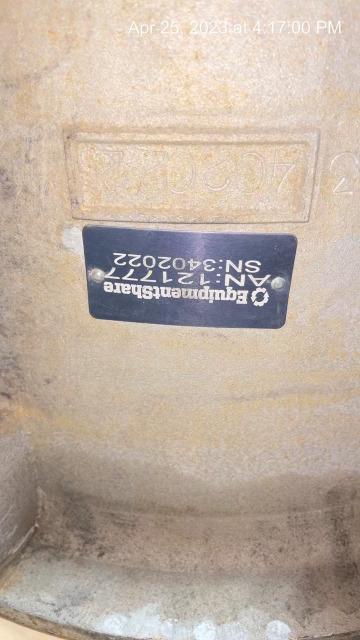 Apr 25, 2023 at 4:17:00 PM
EquipmentShare
AN:121777
SN:3402022